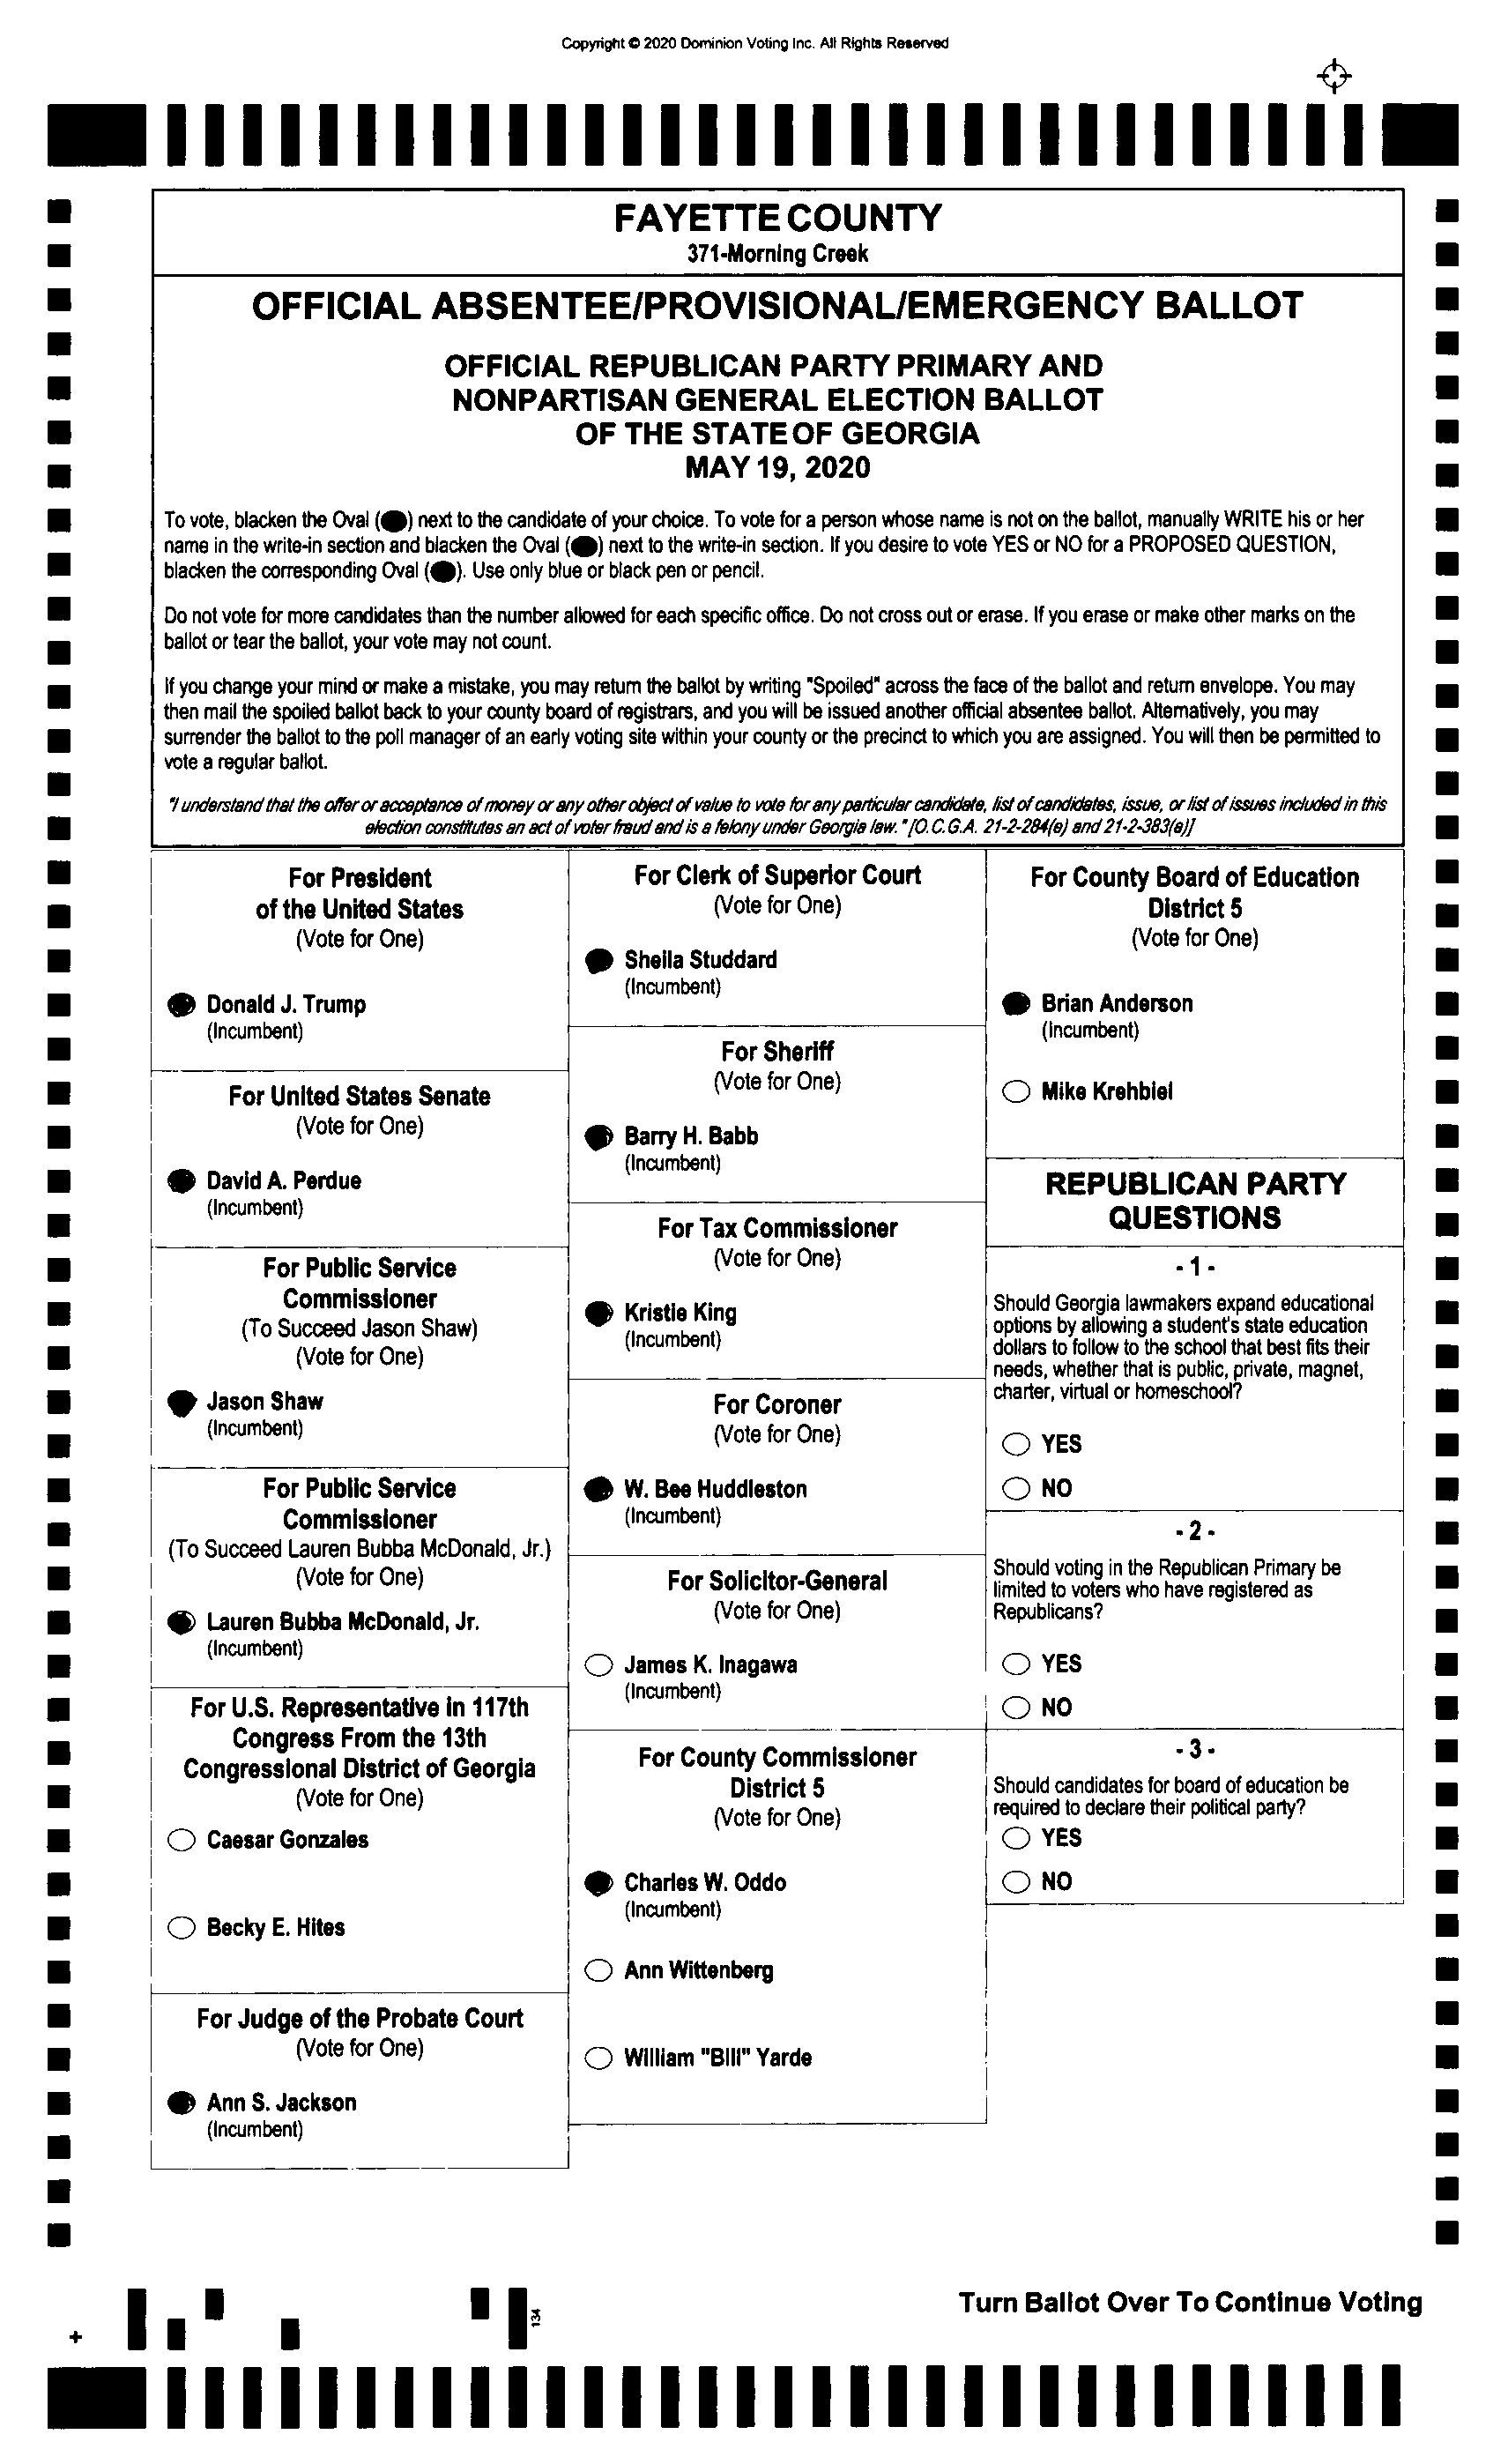 Copyright © 2020 Dominion Voting Inc. All Rights Reserved
FAYETTE COUNTY
371-Morning Creek
OFFICIAL ABSENTEE/PROVISIONAL/EMERGENCY BALLOT
OFFICIAL REPUBLICAN PARTY PRIMARY AND
NONPARTISAN GENERAL ELECTION BALLOT
OF THE STATE OF GEORGIA
MAY 19, 2020
To vote, blacken the Oval (●) next to the candidate of your choice. To vote for a person whose name is not on the ballot, manually WRITE his or her
name in the write-in section and blacken the Oval (●) next to the write-in section. If you desire to vote YES or NO for a PROPOSED QUESTION,
blacken the corresponding Oval (●). Use only blue or black pen or pencil.
Do not vote for more candidates than the number allowed for each specific office. Do not cross out or erase. If you erase or make other marks on the
ballot or tear the ballot, your vote may not count.
If you change your mind or make a mistake, you may return the ballot by writing "Spoiled" across the face of the ballot and return envelope. You may
then mail the spoiled ballot back to your county board of registrars, and you will be issued another official absentee ballot. Alternatively, you may
surrender the ballot to the poll manager of an early voting site within your county or the precinct to which you are assigned. You will then be permitted to
vote a regular ballot.
"I understand that the offer or acceptance of money or any other object of value to vote for any particular candidate, list of candidates, issue, or list of issues included in this
election constitutes an act of voter fraud and is a felony under Georgia law." [O.C.G.A. 21-2-284(e) and 21-2-383(a)]
For President
of the United States
(Vote for One)
Donald J. Trump
(Incumbent)
For United States Senate
(Vote for One)
David A. Perdue
(Incumbent)
For Public Service
Commissioner
(To Succeed Jason Shaw)
(Vote for One)
Jason Shaw
(Incumbent)
For Public Service
Commissioner
(To Succeed Lauren Bubba McDonald, Jr.)
(Vote for One)
Lauren Bubba McDonald, Jr.
(Incumbent)
For U.S. Representative in 117th
Congress From the 13th
Congressional District of Georgia
(Vote for One)
Caesar Gonzales
Becky E. Hites
For Judge of the Probate Court
(Vote for One)
Ann S. Jackson
(Incumbent)
For Clerk of Superior Court
(Vote for One)
Sheila Studdard
(Incumbent)
For Sheriff
(Vote for One)
Barry H. Babb
(Incumbent)
For Tax Commissioner
(Vote for One)
Kristie King
(Incumbent)
For Coroner
(Vote for One)
W. Bee Huddleston
(Incumbent)
For Solicitor-General
(Vote for One)
James K. Inagawa
(Incumbent)
For County Commissioner
District 5
(Vote for One)
Charles W. Oddo
(Incumbent)
Ann Wittenberg
William "Bill" Yarde
For County Board of Education
District 5
(Vote for One)
Brian Anderson
(Incumbent)
Mike Krehbiel
REPUBLICAN PARTY
QUESTIONS
- 1 -
Should Georgia lawmakers expand educational
options by allowing a student's state education
dollars to follow to the school that best fits their
needs, whether that is public, private, magnet,
charter, virtual or homeschool?
YES
NO
- 2 -
Should voting in the Republican Primary be
limited to voters who have registered as
Republicans?
YES
NO
- 3 -
Should candidates for board of education be
required to declare their political party?
YES
NO
Turn Ballot Over To Continue Voting
134
+